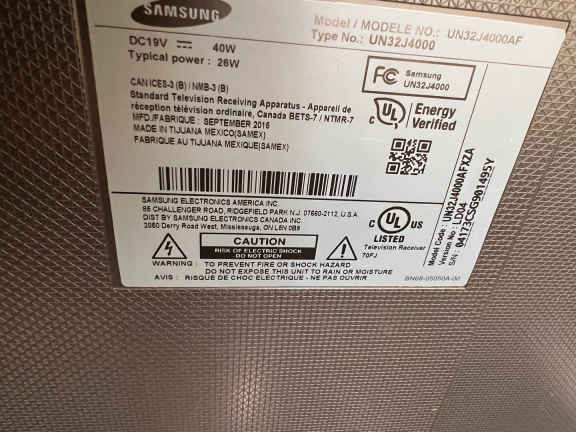 SAMSUNG
Model / MODELE NO.: UN32J4000AF
Type No.: UN32J4000
DC19V ⎓ 40W
Typical power : 26W
FC Samsung
UN32J4000
CAN ICES-3 (B) / NMB-3 (B)
Standard Television Receiving Apparatus - Appareil de
réception télévision ordinaire, Canada BETS-7 / NTMR-7
MFD./FABRIQUE : SEPTEMBER 2015
MADE IN TIJUANA MEXICO(SAMEX)
FABRIQUE AU TIJUANA MEXIQUE(SAMEX)
C UL Energy
Verified
SAMSUNG ELECTRONICS AMERICA INC.
85 CHALLENGER ROAD, RIDGEFIELD PARK N.J. 07660-2112, U.S.A.
DIST BY SAMSUNG ELECTRONICS CANADA INC.
2050 Derry Road West, Mississauga, ON L5N 0B9
C UL US
LISTED
Television Receiver
70FJ
CAUTION
RISK OF ELECTRIC SHOCK
DO NOT OPEN
WARNING : TO PREVENT FIRE OR SHOCK HAZARD
DO NOT EXPOSE THIS UNIT TO RAIN OR MOISTURE
AVIS : RISQUE DE CHOC ELECTRIQUE - NE PAS OUVRIR
Model Code : UN32J4000AFXZA
Version No : LD04
S/N :